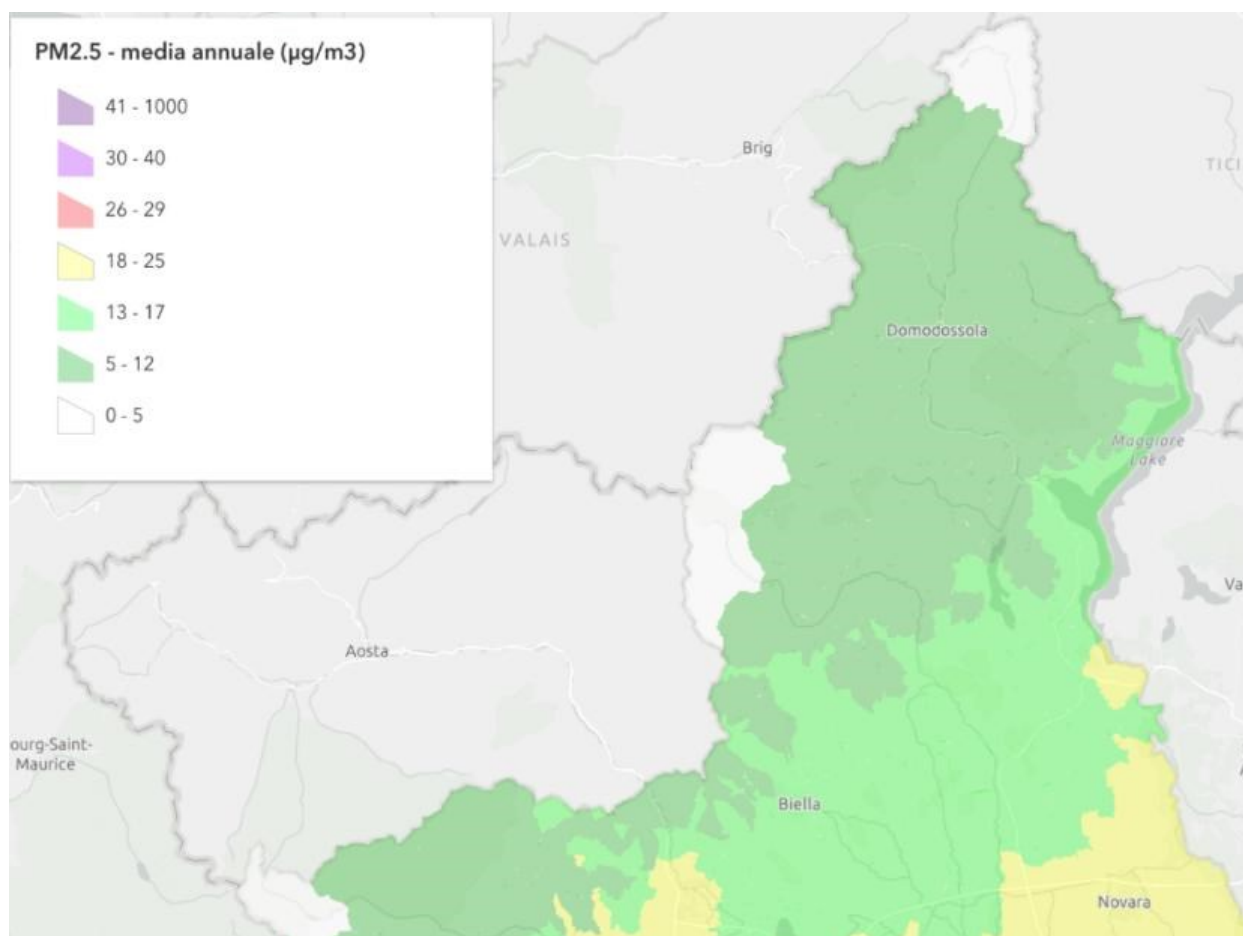 PM2.5 - media annuale (µg/m3)
41 - 1000
30 - 40
26 - 29
18 - 25
13 - 17
5 - 12
0 - 5
Brig
TICI
VALAIS
Domodossola
Maggiore
Lake
Va
Aosta
ourg-Saint-
Maurice
Biella
Novara